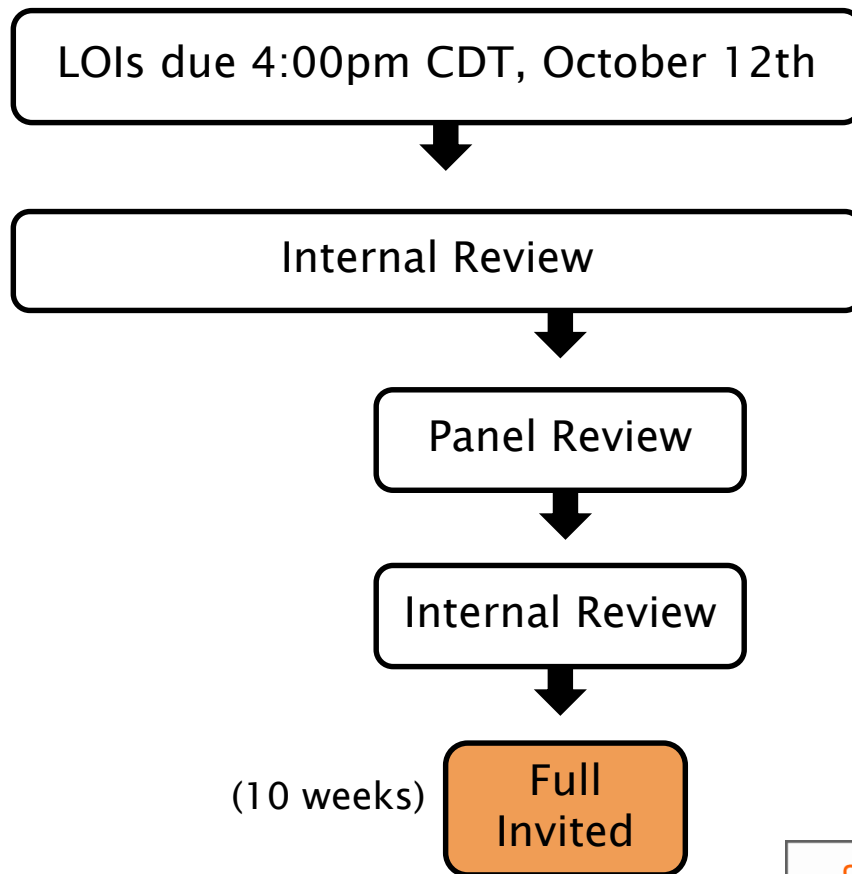 LOIs due 4:00pm CDT, October 12th
Internal Review
Panel Review
Internal Review
(10 weeks)
Full
Invited